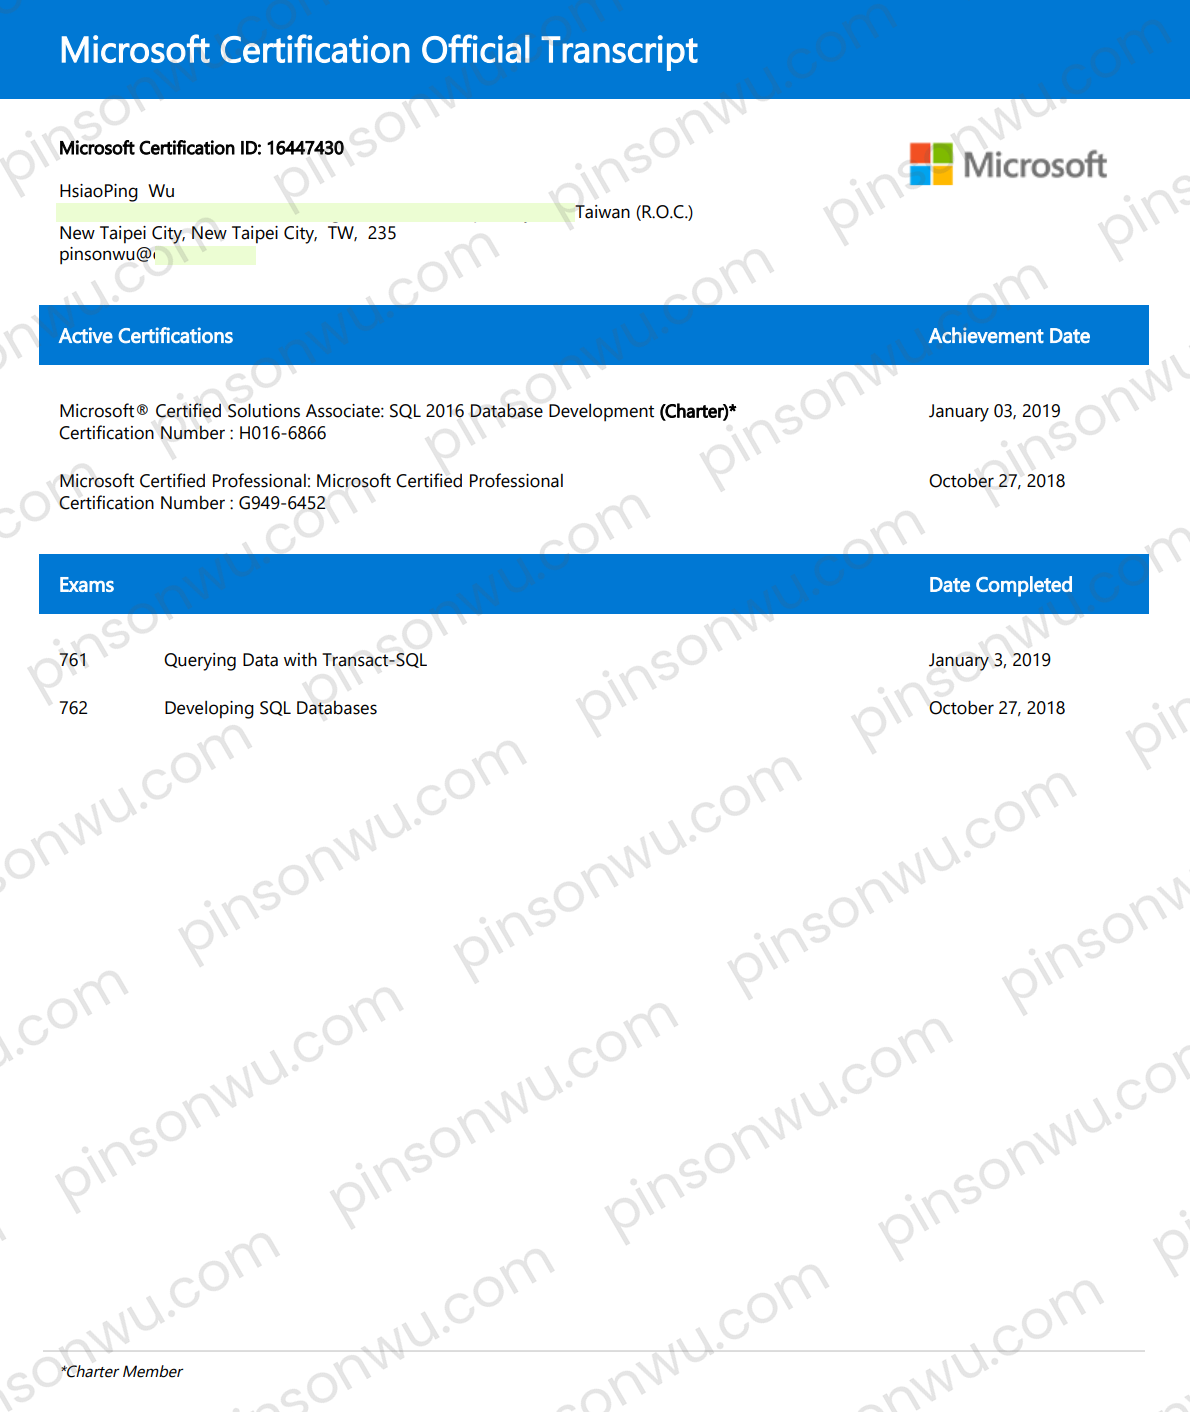 Microsoft Certification Official Transcript
Microsoft Certification ID: 16447430
Microsoft
HsiaoPing Wu
Taiwan (R.O.C.)
New Taipei City, New Taipei City, TW, 235
pinsonwu@
Active Certifications Achievement Date
Microsoft® Certified Solutions Associate: SQL 2016 Database Development (Charter)* January 03, 2019
Certification Number : H016-6866
Microsoft Certified Professional: Microsoft Certified Professional October 27, 2018
Certification Number : G949-6452
Exams Date Completed
761 Querying Data with Transact-SQL January 3, 2019
762 Developing SQL Databases October 27, 2018
*Charter Member
pinsonwu.com